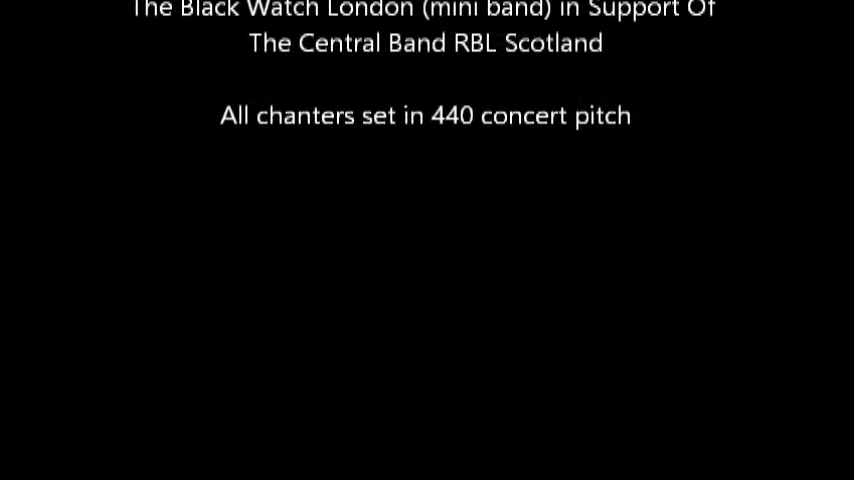 The Black Watch London (mini band) in Support Of
The Central Band RBL Scotland
All chanters set in 440 concert pitch